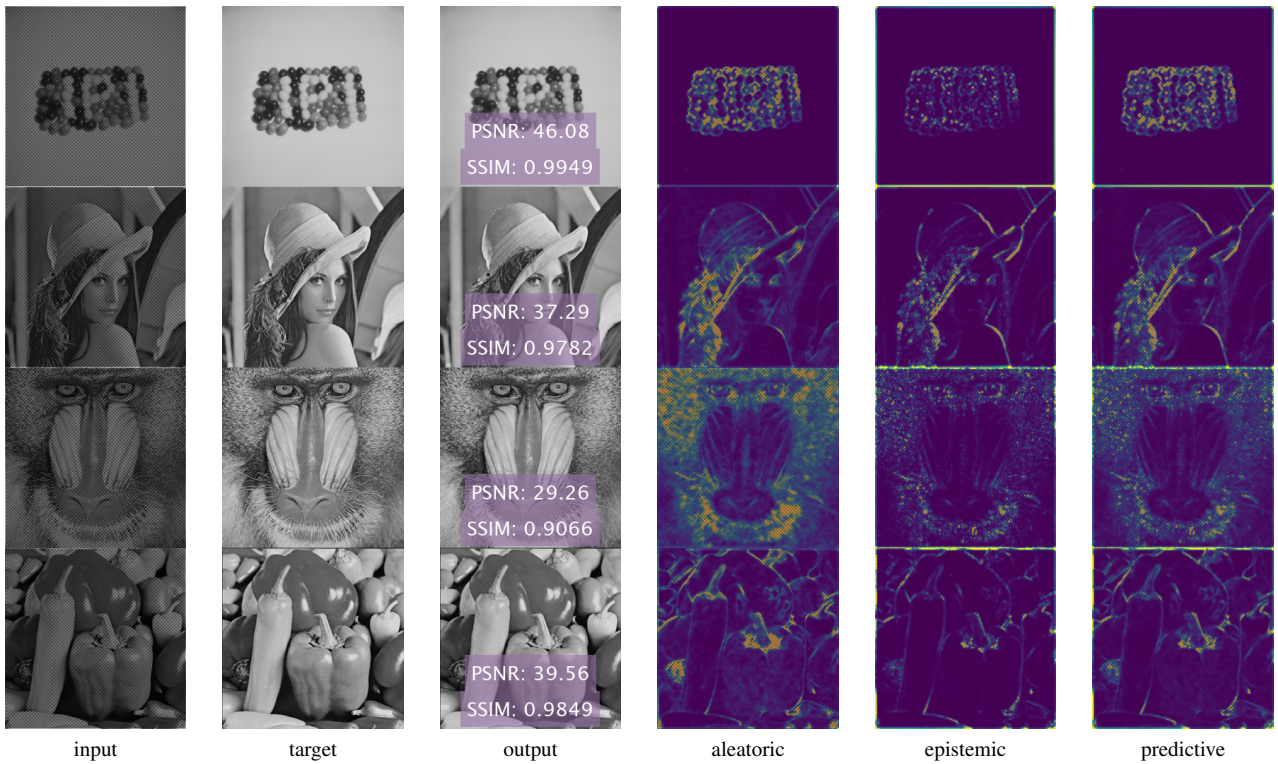 PSNR: 46.08
SSIM: 0.9949
PSNR: 37.29
SSIM: 0.9782
PSNR: 29.26
SSIM: 0.9066
PSNR: 39.56
SSIM: 0.9849
input target output aleatoric epistemic predictive